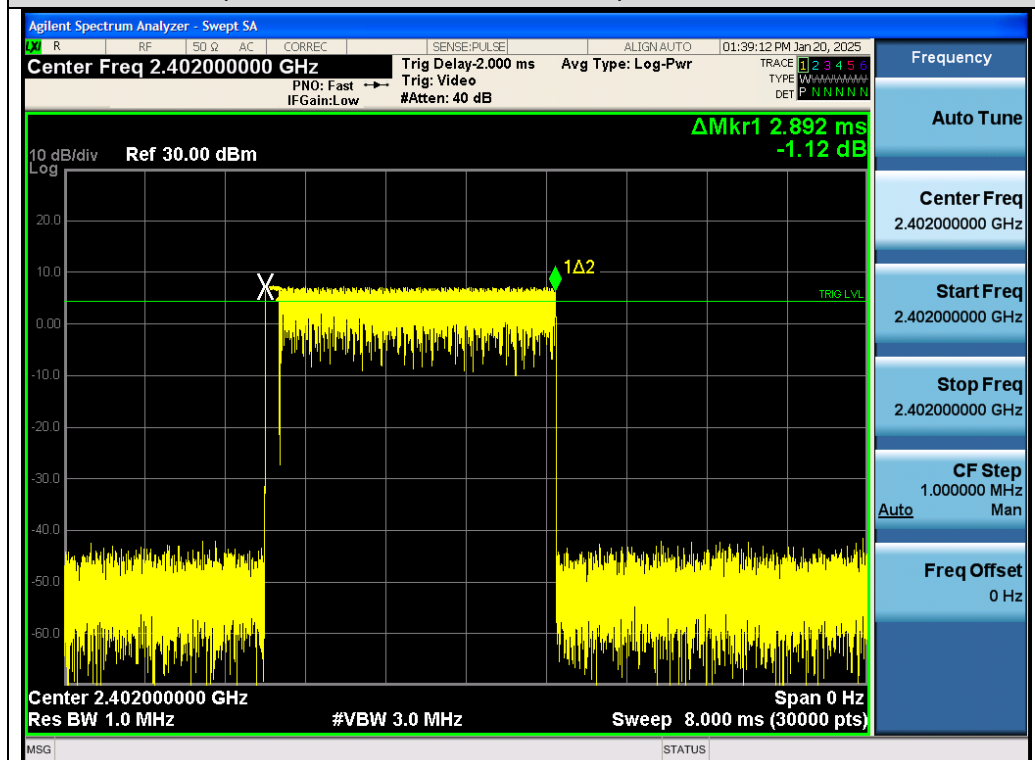 Agilent Spectrum Analyzer - Swept SA
LXI R RF 50 Ω AC CORREC SENSE:PULSE ALIGN AUTO 01:39:12 PM Jan 20, 2025
Center Freq 2.402000000 GHz
PNO: Fast
IFGain:Low
Trig Delay-2.000 ms
Trig: Video
#Atten: 40 dB
Avg Type: Log-Pwr
TRACE 1 2 3 4 5 6
TYPE WWWWWWW
DET P N N N N N
ΔMkr1 2.892 ms
-1.12 dB
10 dB/div Ref 30.00 dBm
Log
20.0
10.0
0.00
-10.0
-20.0
-30.0
-40.0
-50.0
-60.0
X
1Δ2
TRIG LVL
Center 2.402000000 GHz Span 0 Hz
Res BW 1.0 MHz #VBW 3.0 MHz Sweep 8.000 ms (30000 pts)
MSG STATUS
Frequency
Auto Tune
Center Freq
2.402000000 GHz
Start Freq
2.402000000 GHz
Stop Freq
2.402000000 GHz
CF Step
1.000000 MHz
Auto Man
Freq Offset
0 Hz